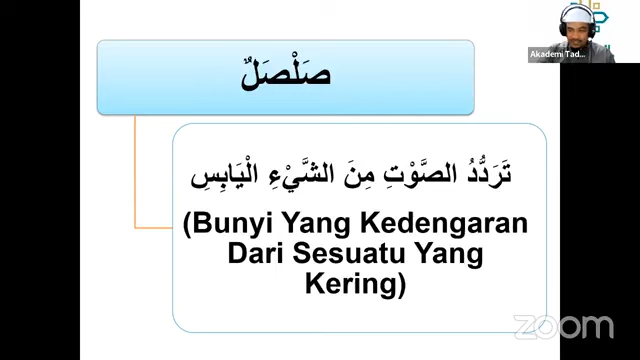 صَلْصَلٌ
تَرَدُّدُ الصَّوْتِ مِنَ الشَّيْءِ الْيَابِسِ
(Bunyi Yang Kedengaran
Dari Sesuatu Yang
Kering)
Akademi Tad...
zoom